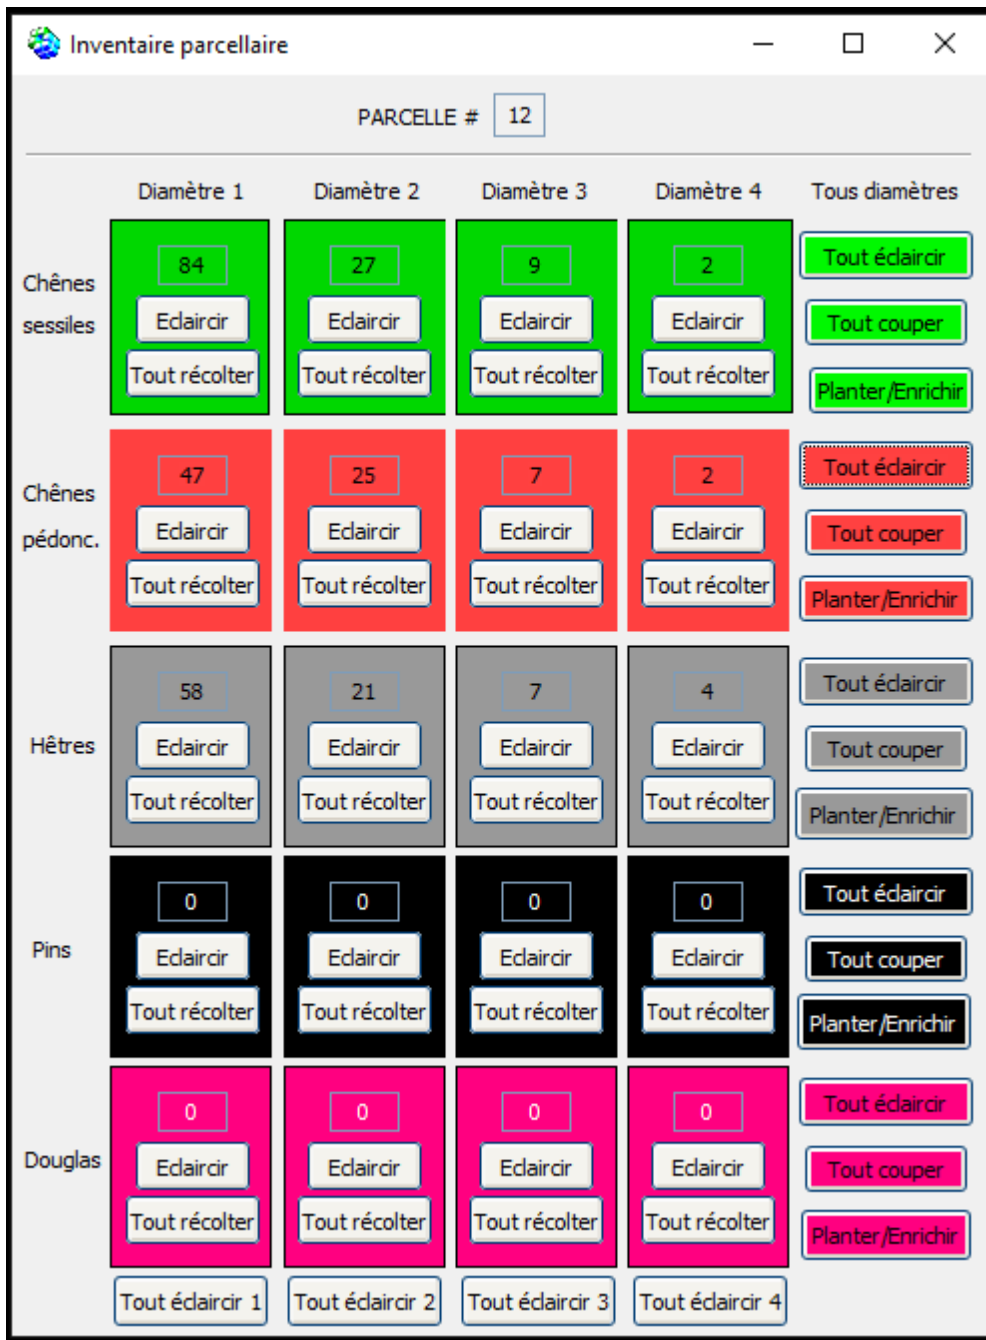 Inventaire parcellaire
PARCELLE # 12
Diamètre 1 Diamètre 2 Diamètre 3 Diamètre 4 Tous diamètres
Chênes sessiles
84 27 9 2 Tout éclaircir
Eclaircir Eclaircir Eclaircir Eclaircir Tout couper
Tout récolter Tout récolter Tout récolter Tout récolter Planter/Enrichir
Chênes pédonc.
47 25 7 2 Tout éclaircir
Eclaircir Eclaircir Eclaircir Eclaircir Tout couper
Tout récolter Tout récolter Tout récolter Tout récolter Planter/Enrichir
Hêtres
58 21 7 4 Tout éclaircir
Eclaircir Eclaircir Eclaircir Eclaircir Tout couper
Tout récolter Tout récolter Tout récolter Tout récolter Planter/Enrichir
Pins
0 0 0 0 Tout éclaircir
Eclaircir Eclaircir Eclaircir Eclaircir Tout couper
Tout récolter Tout récolter Tout récolter Tout récolter Planter/Enrichir
Douglas
0 0 0 0 Tout éclaircir
Eclaircir Eclaircir Eclaircir Eclaircir Tout couper
Tout récolter Tout récolter Tout récolter Tout récolter Planter/Enrichir
Tout éclaircir 1 Tout éclaircir 2 Tout éclaircir 3 Tout éclaircir 4